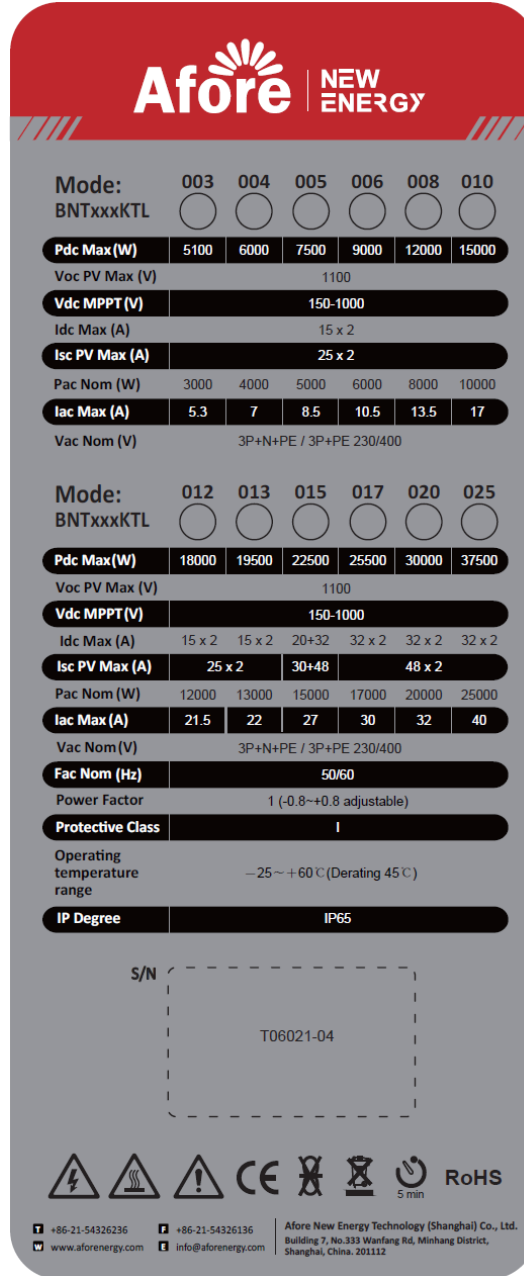 Afore NEW ENERGY
Mode: 003 004 005 006 008 010
BNTxxxKTL
Pdc Max(W) 5100 6000 7500 9000 12000 15000
Voc PV Max (V) 1100
Vdc MPPT(V) 150-1000
Idc Max (A) 15 x 2
Isc PV Max (A) 25 x 2
Pac Nom (W) 3000 4000 5000 6000 8000 10000
Iac Max (A) 5.3 7 8.5 10.5 13.5 17
Vac Nom (V) 3P+N+PE / 3P+PE 230/400
Mode: 012 013 015 017 020 025
BNTxxxKTL
Pdc Max(W) 18000 19500 22500 25500 30000 37500
Voc PV Max (V) 1100
Vdc MPPT(V) 150-1000
Idc Max (A) 15 x 2 15 x 2 20+32 32 x 2 32 x 2 32 x 2
Isc PV Max (A) 25 x 2 30+48 48 x 2
Pac Nom (W) 12000 13000 15000 17000 20000 25000
Iac Max(A) 21.5 22 27 30 32 40
Vac Nom(V) 3P+N+PE / 3P+PE 230/400
Fac Nom (Hz) 50/60
Power Factor 1 (-0.8~+0.8 adjustable)
Protective Class I
Operating
temperature
range
－25～＋60℃(Derating 45℃)
IP Degree IP65
S/N
T06021-04
CE RoHS
5 min
T +86-21-54326236 F +86-21-54326136
W www.aforenergy.com E info@aforenergy.com
Afore New Energy Technology (Shanghai) Co., Ltd.
Building 7, No.333 Wanfang Rd, Minhang District,
Shanghai, China. 201112